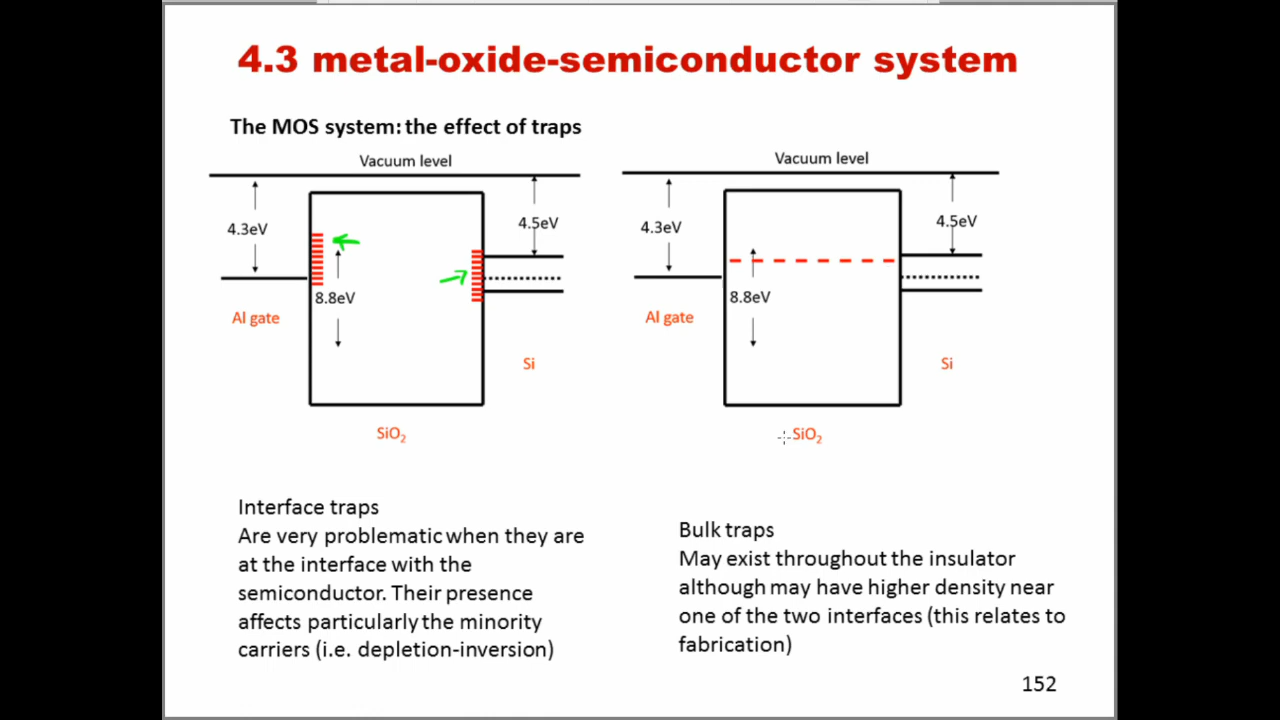 4.3 metal-oxide-semiconductor system
The MOS system: the effect of traps
Vacuum level
4.3eV
4.5eV
8.8eV
Al gate
Si
SiO2
Vacuum level
4.3eV
4.5eV
8.8eV
Al gate
Si
SiO2
Interface traps
Are very problematic when they are
at the interface with the
semiconductor. Their presence
affects particularly the minority
carriers (i.e. depletion-inversion)
Bulk traps
May exist throughout the insulator
although may have higher density near
one of the two interfaces (this relates to
fabrication)
152